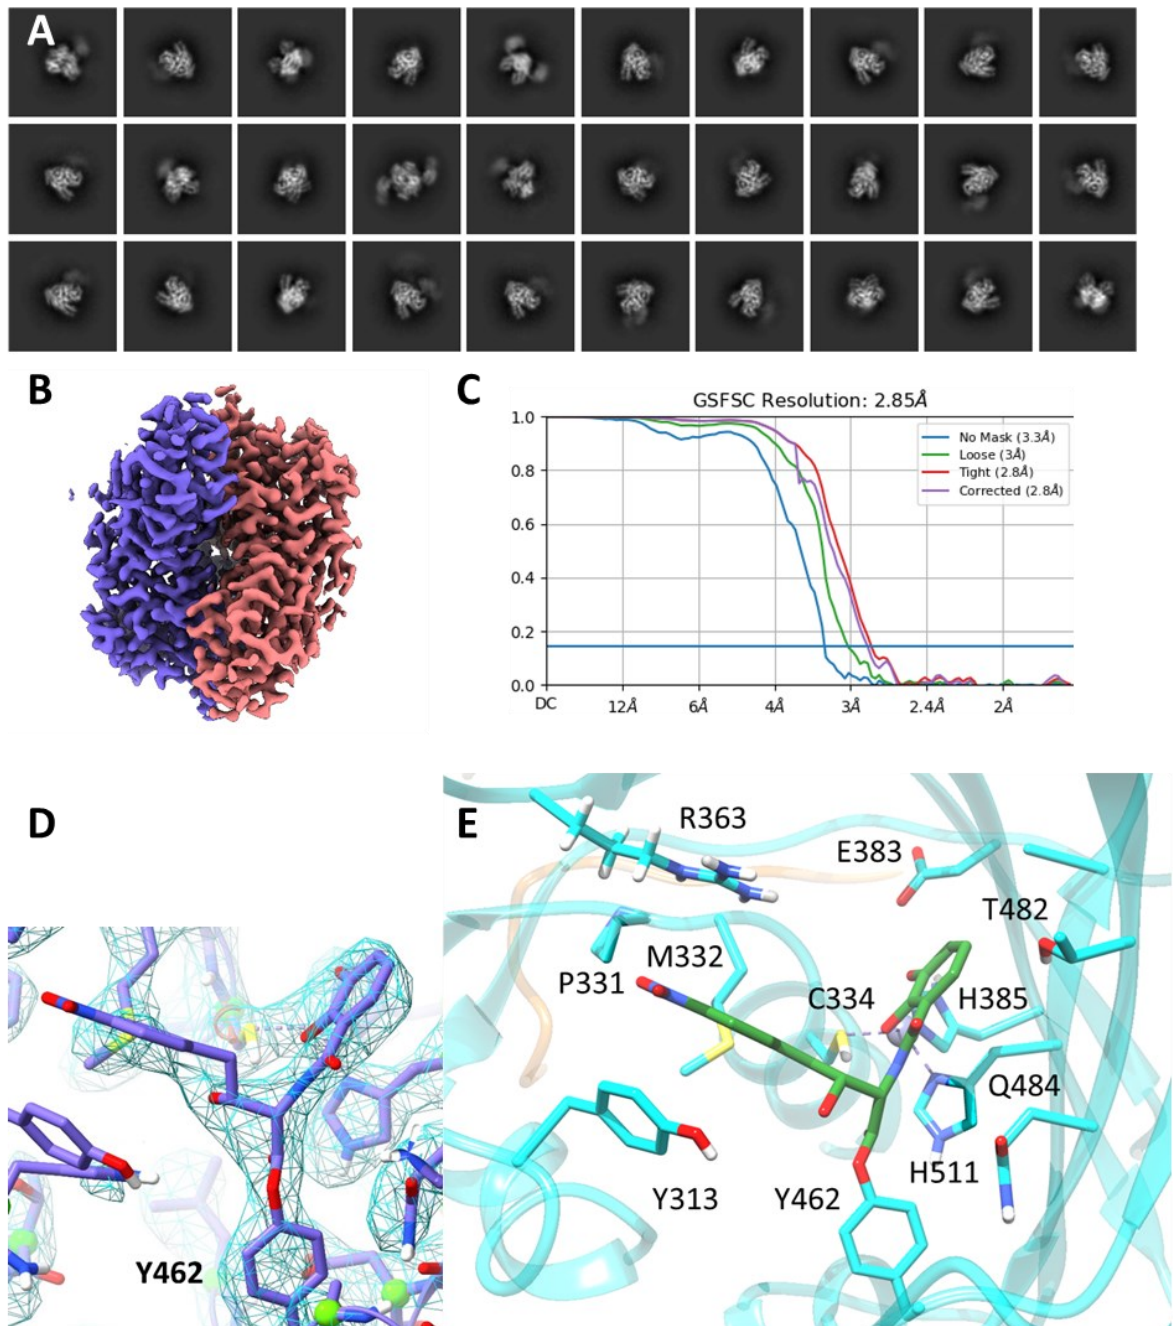 A
B
C
GSFSC Resolution: 2.85Å
1.0
0.8
0.6
0.4
0.2
0.0
DC
12Å
6Å
4Å
3Å
2.4Å
2Å
No Mask (3.3Å)
Loose (3Å)
Tight (2.8Å)
Corrected (2.8Å)
D
Y462
E
R363
E383
T482
P331
M332
C334
H385
Q484
H511
Y313
Y462